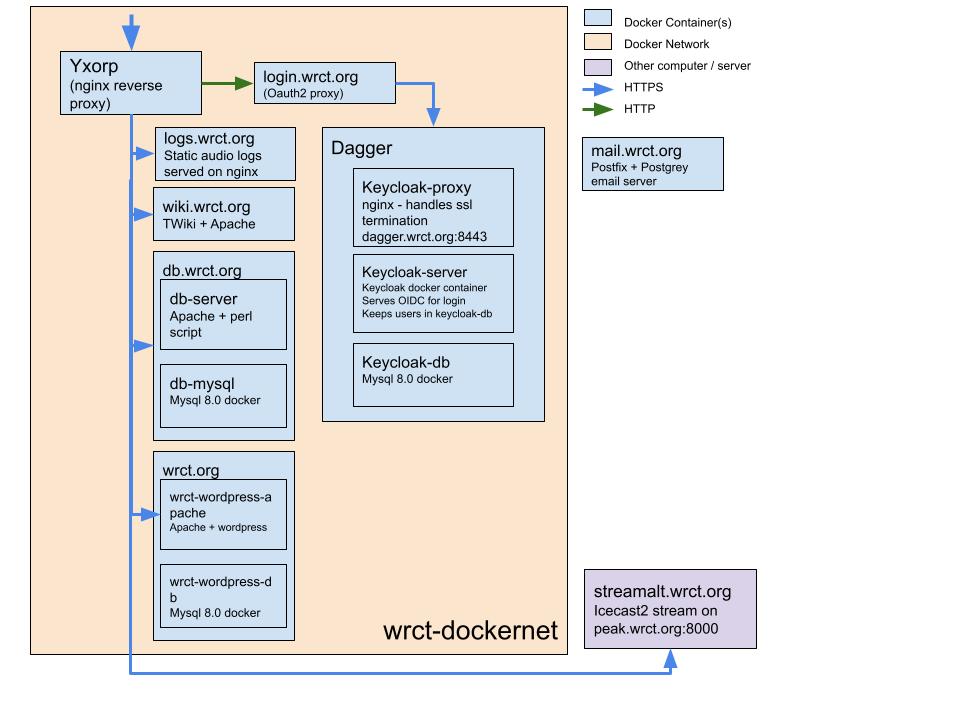 Yxorp
(nginx reverse
proxy)
login.wrct.org
(Oauth2 proxy)
logs.wrct.org
Static audio logs
served on nginx
wiki.wrct.org
TWiki + Apache
db.wrct.org
db-server
Apache + perl
script
db-mysql
Mysql 8.0 docker
wrct.org
wrct-wordpress-a
pache
Apache + wordpress
wrct-wordpress-d
b
Mysql 8.0 docker
Dagger
Keycloak-proxy
nginx - handles ssl
termination
dagger.wrct.org:8443
Keycloak-server
Keycloak docker container
Serves OIDC for login
Keeps users in keycloak-db
Keycloak-db
Mysql 8.0 docker
wrct-dockernet
Docker Container(s)
Docker Network
Other computer / server
HTTPS
HTTP
mail.wrct.org
Postfix + Postgrey
email server
streamalt.wrct.org
Icecast2 stream on
peak.wrct.org:8000